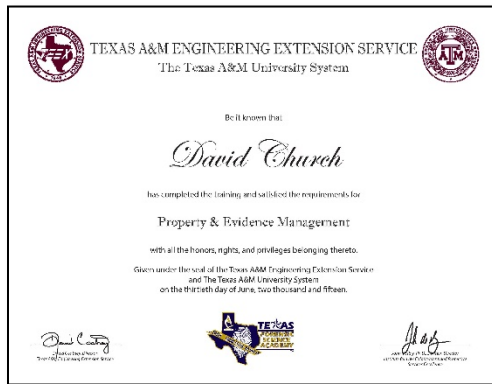 TEXAS A&M ENGINEERING EXTENSION SERVICE
The Texas A&M University System
Be it known that
David Church
has completed the training and satisfied the requirements for
Property & Evidence Management
with all the honors, rights, and privileges belonging thereto.
Given under the seal of the Texas A&M Engineering Extension Service
and The Texas A&M University System
on the thirtieth day of June, two thousand and fifteen.
TEXAS
FORENSIC
SCIENCE
ACADEMY